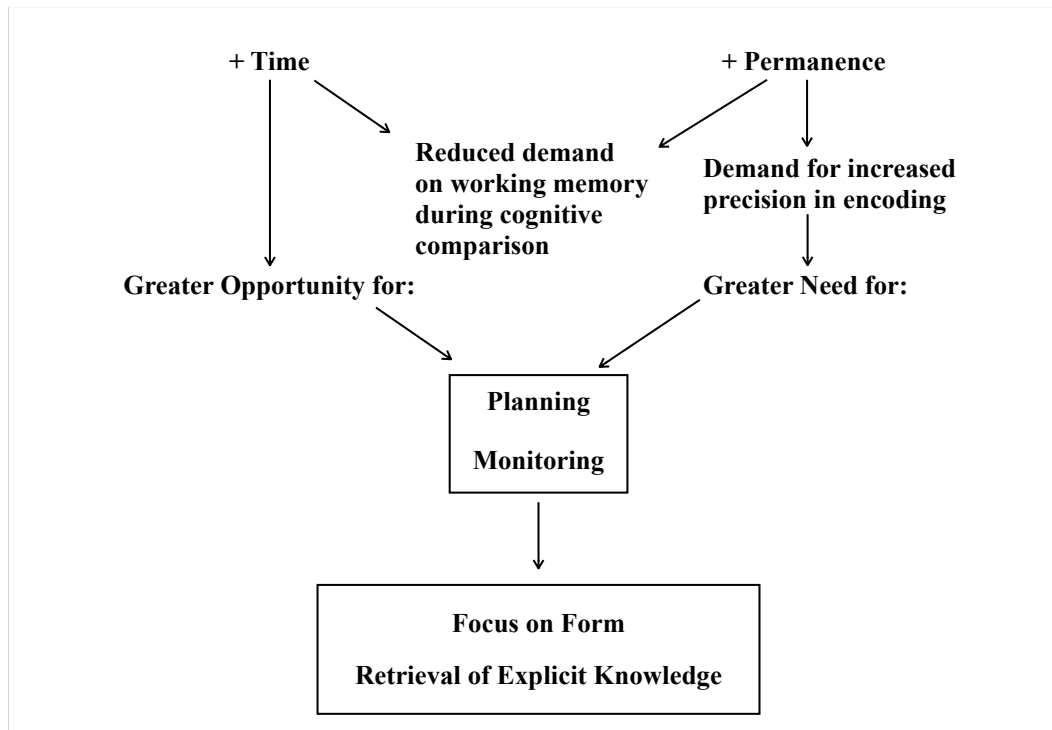 + Time
+ Permanence
Reduced demand
on working memory
during cognitive
comparison
Demand for increased
precision in encoding
Greater Opportunity for:
Greater Need for:
Planning
Monitoring
Focus on Form
Retrieval of Explicit Knowledge